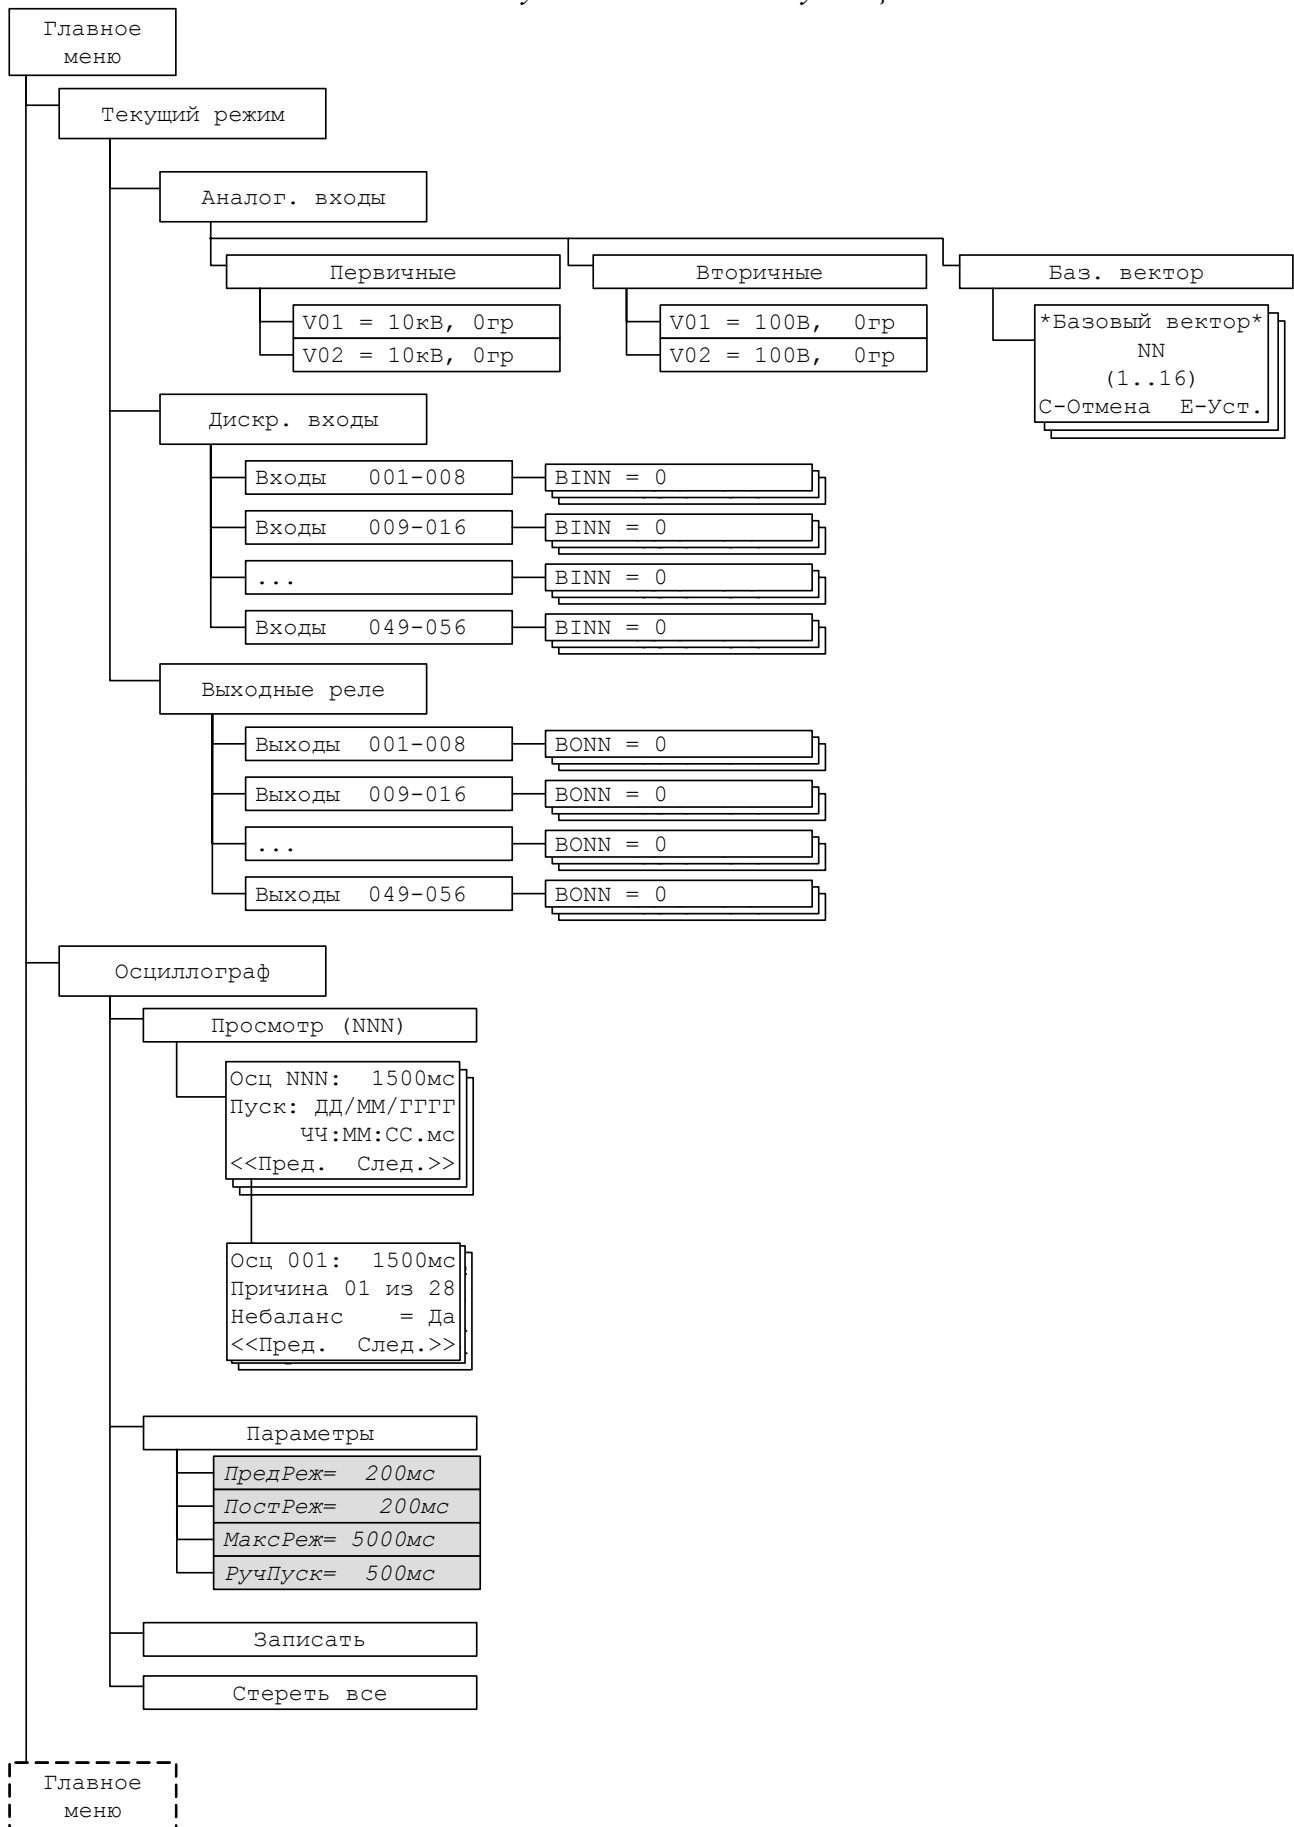 Главное
меню
Текущий режим
Аналог. входы
Первичные
Вторичные
Баз. вектор
V01 = 10кВ, 0гр
V02 = 10кВ, 0гр
V01 = 100В, 0гр
V02 = 100В, 0гр
*Базовый вектор*
NN
(1..16)
С-Отмена Е-Уст.
Дискр. входы
Входы 001-008
BINN = 0
Входы 009-016
BINN = 0
...
BINN = 0
Входы 049-056
BINN = 0
Выходные реле
Выходы 001-008
BONN = 0
Выходы 009-016
BONN = 0
...
BONN = 0
Выходы 049-056
BONN = 0
Осциллограф
Просмотр (NNN)
Осц NNN: 1500мс
Пуск: ДД/ММ/ГГГГ
ЧЧ:ММ:СС.мс
<<Пред. След.>>
Осц 001: 1500мс
Причина 01 из 28
Небаланс = Да
<<Пред. След.>>
Параметры
ПредРеж= 200мс
ПостРеж= 200мс
МаксРеж= 5000мс
РучПуск= 500мс
Записать
Стереть все
Главное
меню